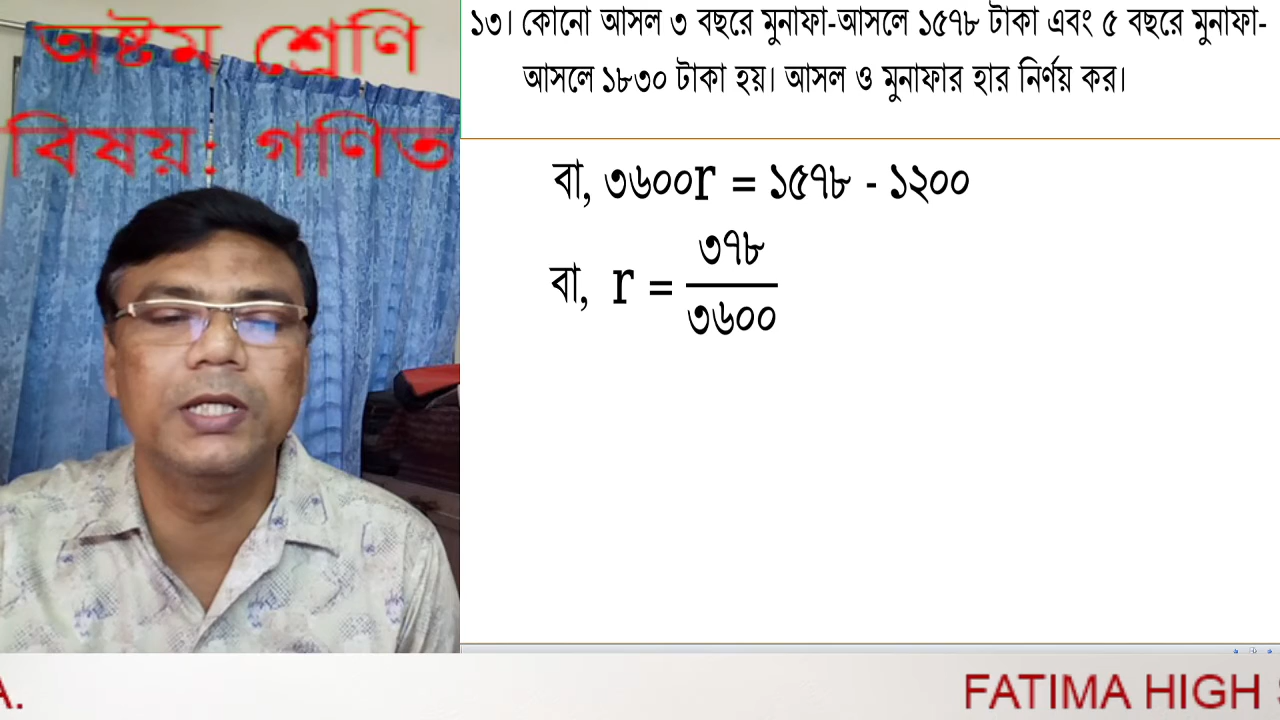 অষ্টম শ্রেণি
বিষয়: গণিত
১৩। কোনো আসল ৩ বছরে মুনাফা-আসলে ১৫৭৮ টাকা এবং ৫ বছরে মুনাফা-
আসলে ১৮৩০ টাকা হয়। আসল ও মুনাফার হার নির্ণয় কর।
বা, ৩৬০০r = ১৫৭৮ - ১২০০
বা, r = ৩৭৮
৩৬০০
A.
FATIMA HIGH S